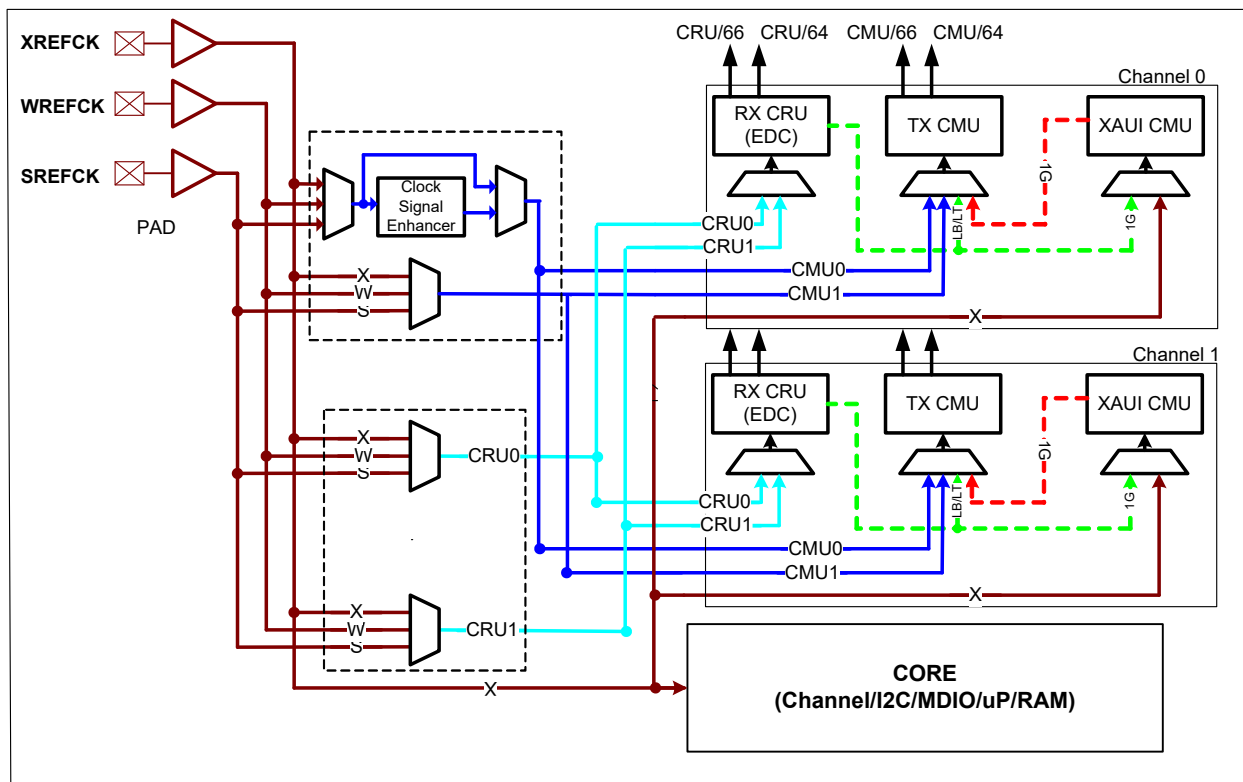 XREFCK
WREFCK
SREFCK
PAD
Clock
Signal
Enhancer
X
W
S
X
W
S
CRU0
X
W
S
CRU1
X
CRU/66
CRU/64
CMU/66
CMU/64
Channel 0
RX CRU
(EDC)
TX CMU
XAUI CMU
1G
LB/LT
1G
CRU0
CRU1
CMU0
CMU1
X
Channel 1
RX CRU
(EDC)
TX CMU
XAUI CMU
1G
LB/LT
1G
CRU0
CRU1
CMU0
CMU1
X
CORE
(Channel/I2C/MDIO/uP/RAM)